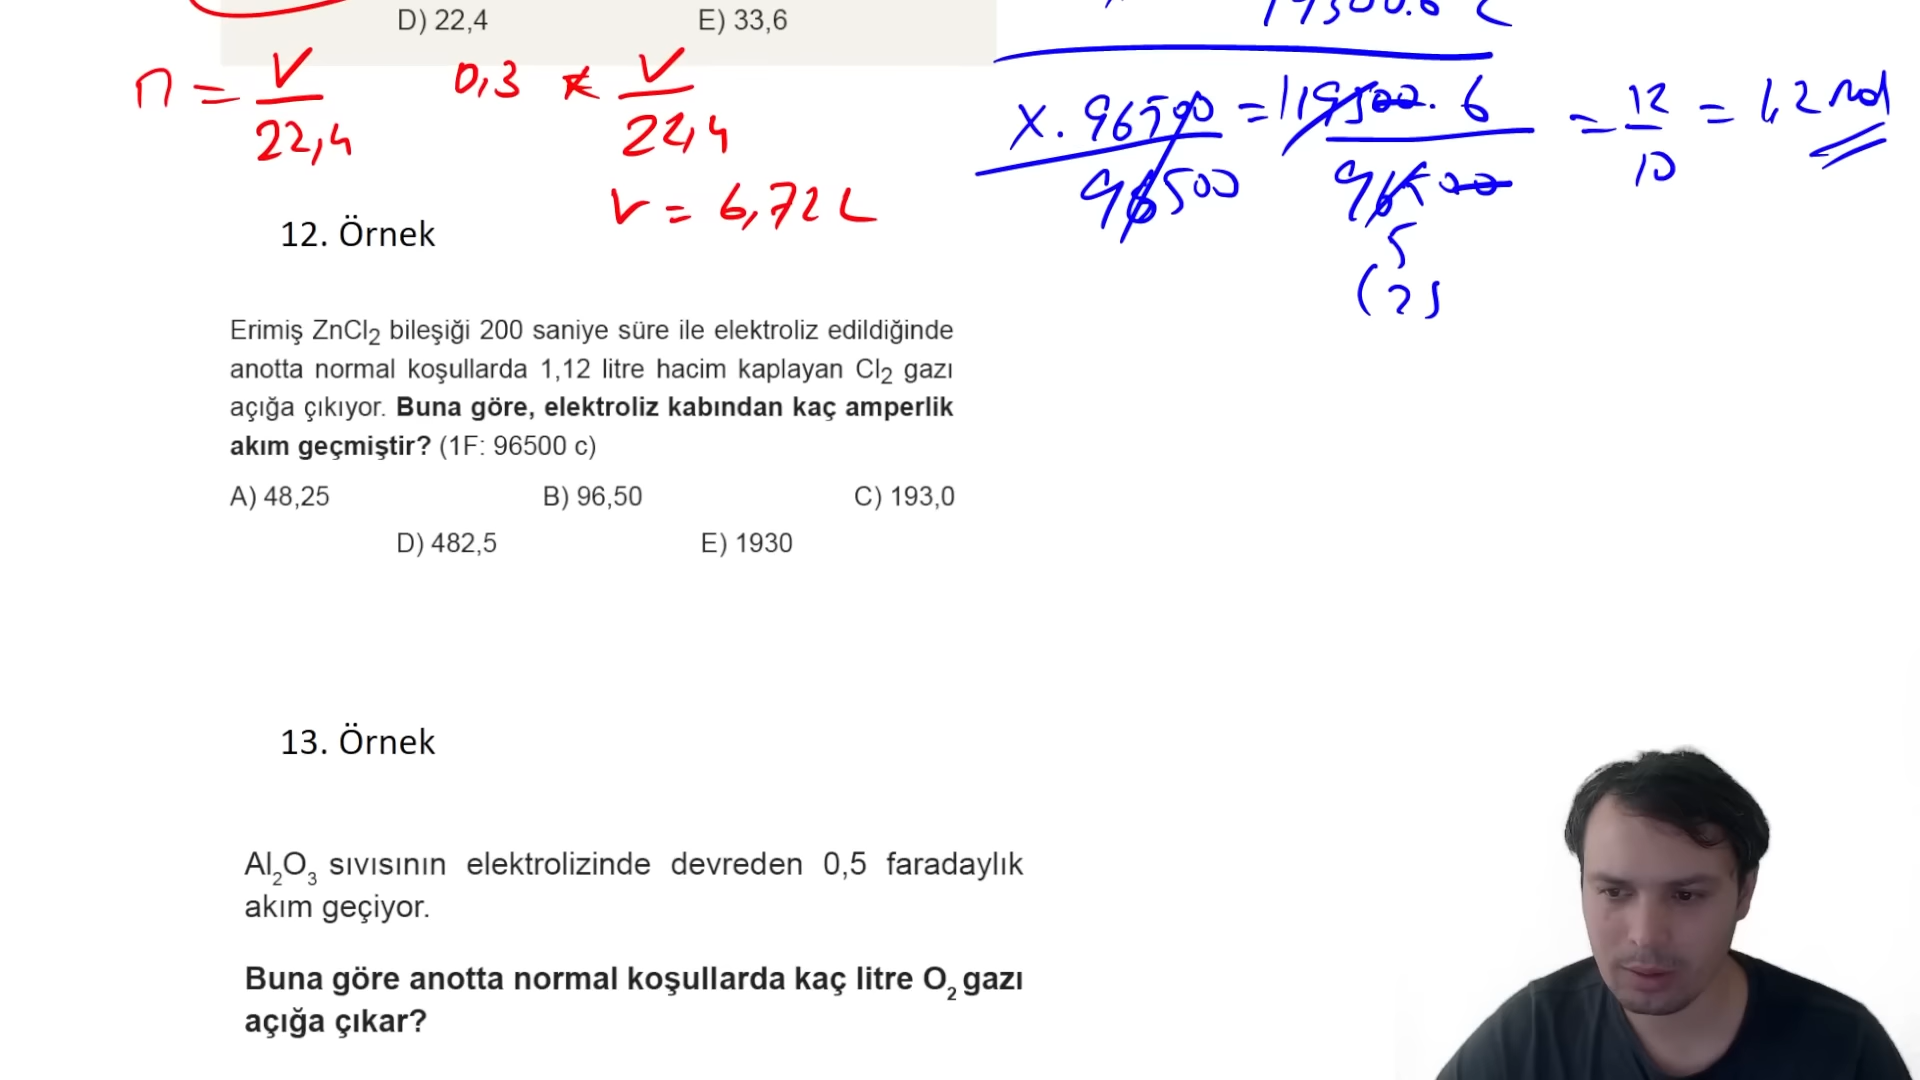 D) 22,4 E) 33,6
n = V/22,4 0,3 = V/22,4
V = 6,72 L
x . 96500 / 96500 = 19300 . 6 / 96500 = 12/10 = 1,2 mol
5
12. Örnek
Erimiş ZnCl₂ bileşiği 200 saniye süre ile elektroliz edildiğinde
anotta normal koşullarda 1,12 litre hacim kaplayan Cl₂ gazı
açığa çıkıyor. Buna göre, elektroliz kabından kaç amperlik
akım geçmiştir? (1F: 96500 c)
A) 48,25 B) 96,50 C) 193,0
D) 482,5 E) 1930
13. Örnek
Al₂O₃ sıvısının elektrolizinde devreden 0,5 faradaylık
akım geçiyor.
Buna göre anotta normal koşullarda kaç litre O₂ gazı
açığa çıkar?